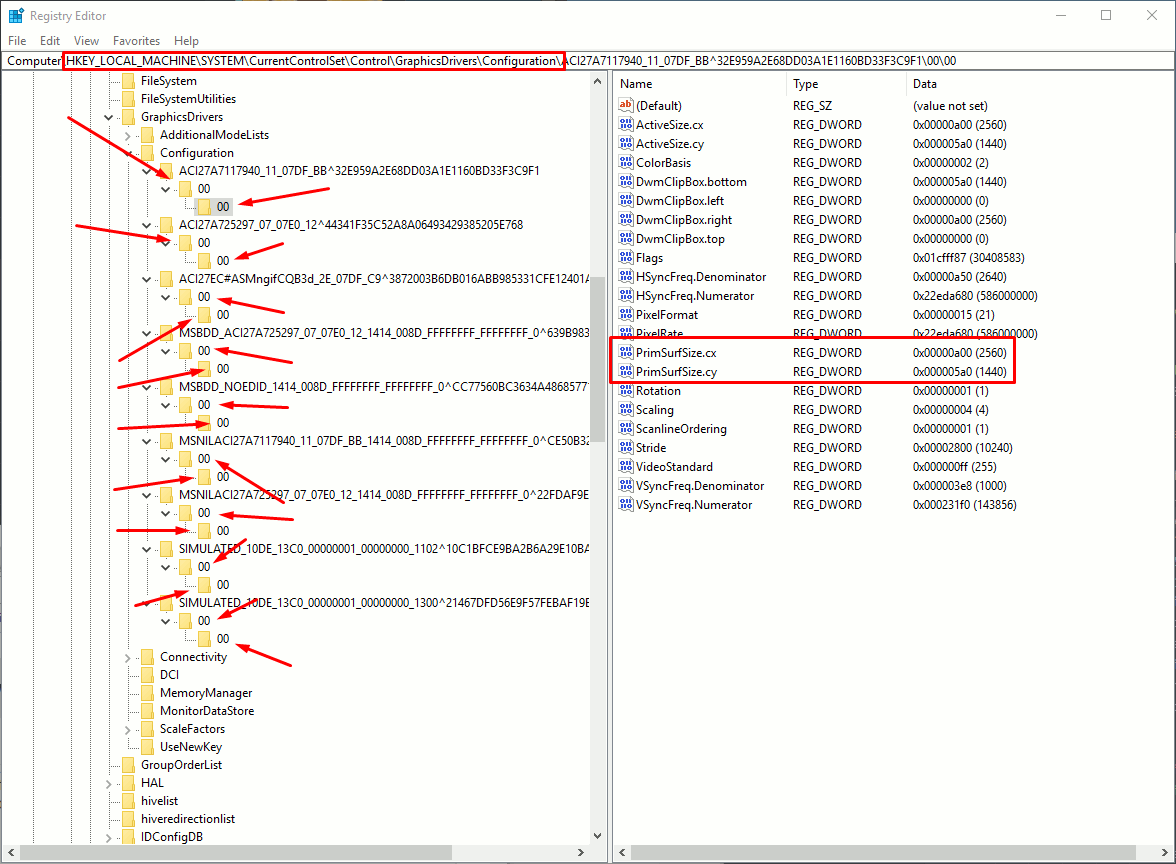 Registry Editor
File Edit View Favorites Help
Computer\HKEY_LOCAL_MACHINE\SYSTEM\CurrentControlSet\Control\GraphicsDrivers\Configuration\ACI27A7117940_11_07DF_BB^32E959A2E68DD03A1E1160BD33F3C9F1\00\00
FileSystem
FileSystemUtilities
GraphicsDrivers
AdditionalModeLists
Configuration
ACI27A7117940_11_07DF_BB^32E959A2E68DD03A1E1160BD33F3C9F1
00
00
ACI27A725297_07_07E0_12^44341F35C52A8A06493429385205E768
00
00
ACI27EC#ASMngifCQB3d_2E_07DF_C9^3872003B6DB016ABB985331CFE12401A
00
00
MSBDD_ACI27A725297_07_07E0_12_1414_008D_FFFFFFFF_FFFFFFFF_0^639B983
00
00
MSBDD_NOEDID_1414_008D_FFFFFFFF_FFFFFFFF_0^CC77560BC3634A4868577
00
00
MSNILACI27A7117940_11_07DF_BB_1414_008D_FFFFFFFF_FFFFFFFF_0^CE50B32
00
00
MSNILACI27A725297_07_07E0_12_1414_008D_FFFFFFFF_FFFFFFFF_0^22FDAF9E
00
00
SIMULATED_10DE_13C0_00000001_00000000_1102^10C1BFCE9BA2B6A29E10BA
00
00
SIMULATED_10DE_13C0_00000001_00000000_1300^21467DFD56E9F57FEBAF19E
00
00
Connectivity
DCI
MemoryManager
MonitorDataStore
ScaleFactors
UseNewKey
GroupOrderList
HAL
hivelist
hiveredirectionlist
IDConfigDB
Name Type Data
(Default) REG_SZ (value not set)
ActiveSize.cx REG_DWORD 0x00000a00 (2560)
ActiveSize.cy REG_DWORD 0x000005a0 (1440)
ColorBasis REG_DWORD 0x00000002 (2)
DwmClipBox.bottom REG_DWORD 0x000005a0 (1440)
DwmClipBox.left REG_DWORD 0x00000000 (0)
DwmClipBox.right REG_DWORD 0x00000a00 (2560)
DwmClipBox.top REG_DWORD 0x00000000 (0)
Flags REG_DWORD 0x01cfff87 (30408583)
HSyncFreq.Denominator REG_DWORD 0x00000a50 (2640)
HSyncFreq.Numerator REG_DWORD 0x22eda680 (586000000)
PixelFormat REG_DWORD 0x00000015 (21)
PixelRate REG_DWORD 0x22eda680 (586000000)
PrimSurfSize.cx REG_DWORD 0x00000a00 (2560)
PrimSurfSize.cy REG_DWORD 0x000005a0 (1440)
Rotation REG_DWORD 0x00000001 (1)
Scaling REG_DWORD 0x00000004 (4)
ScanlineOrdering REG_DWORD 0x00000001 (1)
Stride REG_DWORD 0x00002800 (10240)
VideoStandard REG_DWORD 0x000000ff (255)
VSyncFreq.Denominator REG_DWORD 0x000003e8 (1000)
VSyncFreq.Numerator REG_DWORD 0x000231f0 (143856)